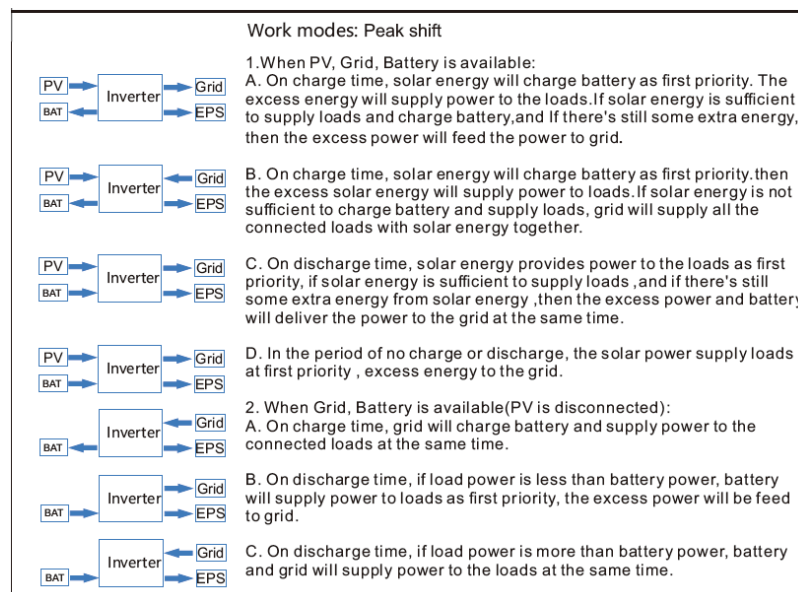 Work modes: Peak shift
1.When PV, Grid, Battery is available:
PV
BAT
Inverter
Grid
EPS
A. On charge time, solar energy will charge battery as first priority. The
excess energy will supply power to the loads.If solar energy is sufficient
to supply loads and charge battery,and If there's still some extra energy,
then the excess power will feed the power to grid.
PV
BAT
Inverter
Grid
EPS
B. On charge time, solar energy will charge battery as first priority.then
the excess solar energy will supply power to loads.If solar energy is not
sufficient to charge battery and supply loads, grid will supply all the
connected loads with solar energy together.
PV
BAT
Inverter
Grid
EPS
C. On discharge time, solar energy provides power to the loads as first
priority, if solar energy is sufficient to supply loads ,and if there's still
some extra energy from solar energy ,then the excess power and battery
will deliver the power to the grid at the same time.
PV
BAT
Inverter
Grid
EPS
D. In the period of no charge or discharge, the solar power supply loads
at first priority , excess energy to the grid.
2. When Grid, Battery is available(PV is disconnected):
BAT
Inverter
Grid
EPS
A. On charge time, grid will charge battery and supply power to the
connected loads at the same time.
BAT
Inverter
Grid
EPS
B. On discharge time, if load power is less than battery power, battery
will supply power to loads as first priority, the excess power will be feed
to grid.
BAT
Inverter
Grid
EPS
C. On discharge time, if load power is more than battery power, battery
and grid will supply power to the loads at the same time.